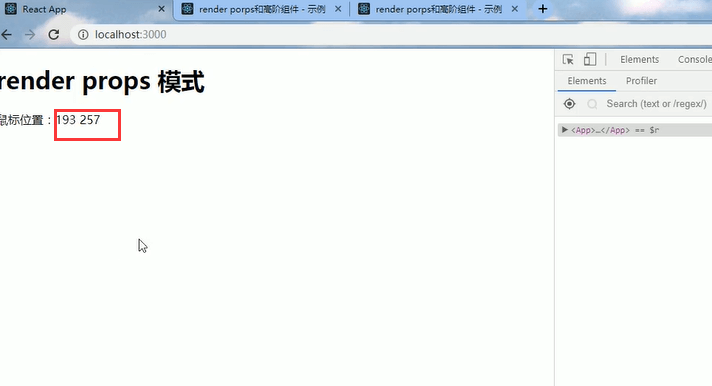 React App
render porps和高阶组件 - 示例
render porps和高阶组件 - 示例
localhost:3000
render props 模式
鼠标位置：193 257
Elements
Console
Elements
Profiler
Search (text or /regex/)
<App>…</App> == $r